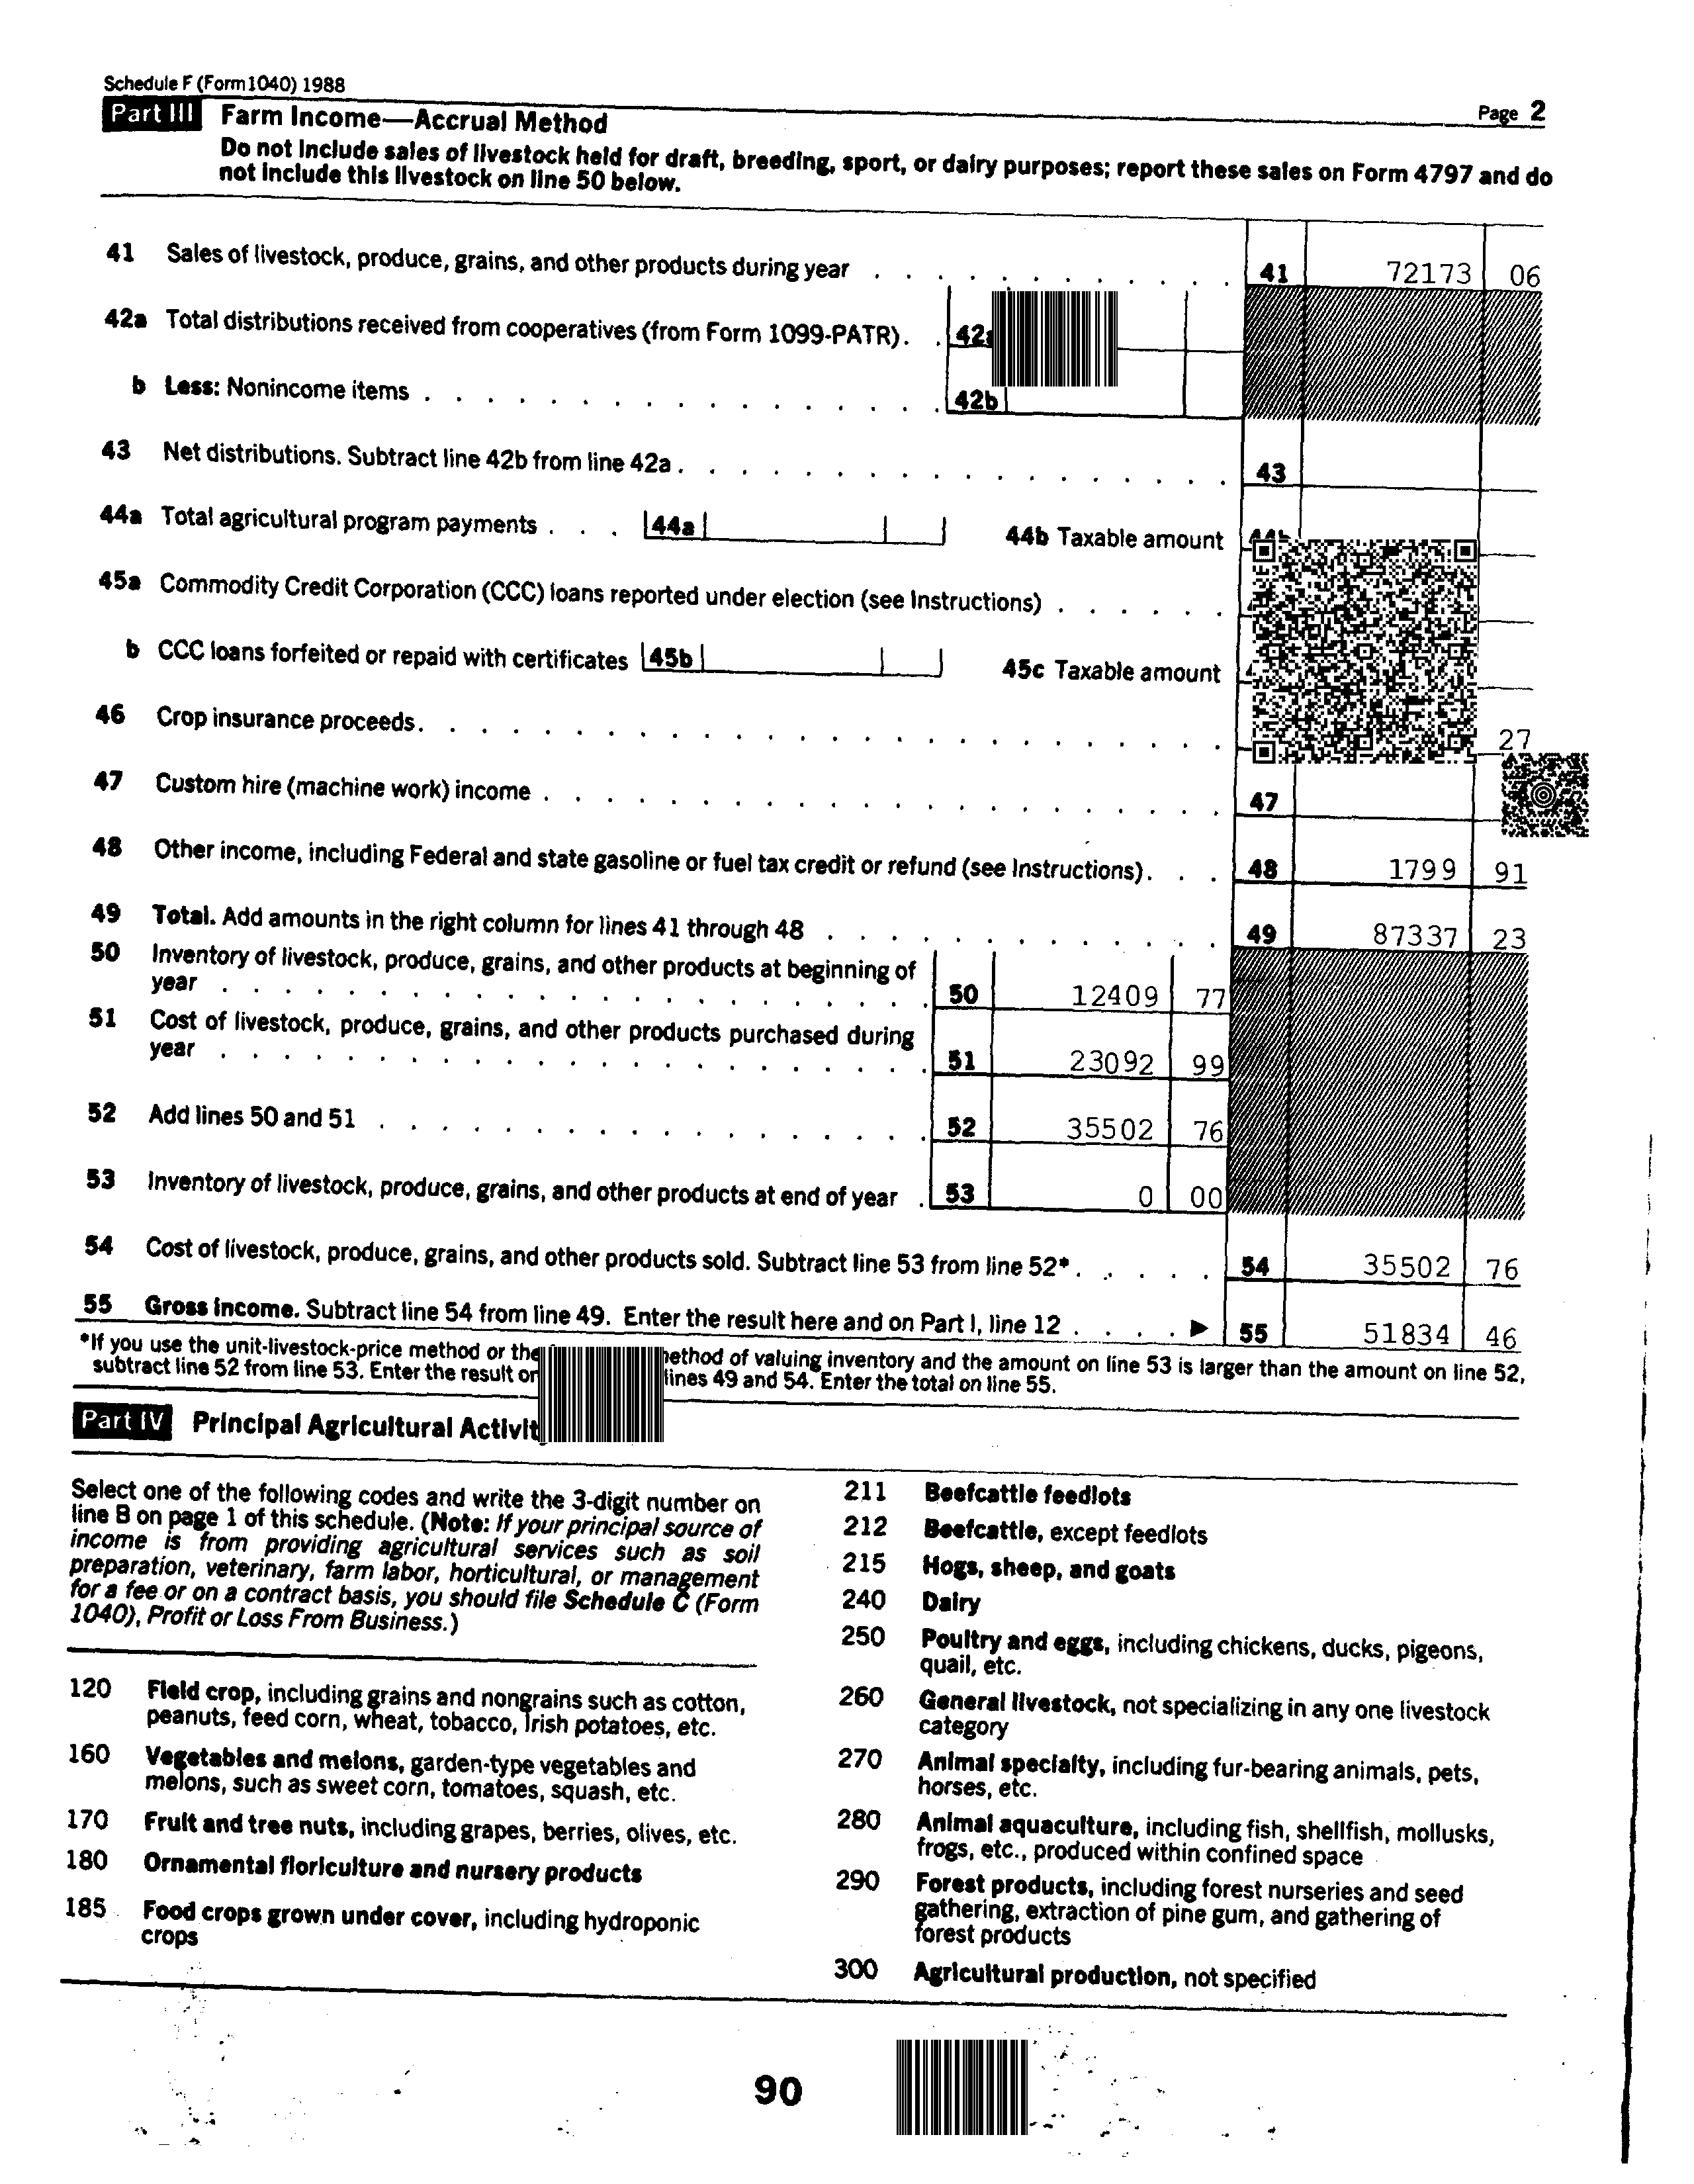 Schedule F (Form 1040) 1988
Page 2
Part III Farm Income—Accrual Method
Do not include sales of livestock held for draft, breeding, sport, or dairy purposes; report these sales on Form 4797 and do
not include this livestock on line 50 below.
41 Sales of livestock, produce, grains, and other products during year . . . . . . . . . . . . 41 72173 06
42a Total distributions received from cooperatives (from Form 1099-PATR). .
b Less: Nonincome items . . . . . . . . . . . . . . . . . 42b
43 Net distributions. Subtract line 42b from line 42a . . . . . . . . . . . . . . . . . . 43
44a Total agricultural program payments . . . 44a 44b Taxable amount
45a Commodity Credit Corporation (CCC) loans reported under election (see Instructions) . . . . . .
b CCC loans forfeited or repaid with certificates 45b 45c Taxable amount
46 Crop insurance proceeds. . . . . . . . . . . . . . . . . . . . . . . . . . 27
47 Custom hire (machine work) income . . . . . . . . . . . . . . . . . . . . . . 47
48 Other income, including Federal and state gasoline or fuel tax credit or refund (see Instructions). . . 48 1799 91
49 Total. Add amounts in the right column for lines 41 through 48 . . . . . . . . . . . . . 49 87337 23
50 Inventory of livestock, produce, grains, and other products at beginning of
year . . . . . . . . . . . . . . . . . . . . . . . 50 12409 77
51 Cost of livestock, produce, grains, and other products purchased during
year . . . . . . . . . . . . . . . . . . . . . . . 51 23092 99
52 Add lines 50 and 51 . . . . . . . . . . . . . . . . . . 52 35502 76
53 Inventory of livestock, produce, grains, and other products at end of year . 53 0 00
54 Cost of livestock, produce, grains, and other products sold. Subtract line 53 from line 52* . . . . . 54 35502 76
55 Gross income. Subtract line 54 from line 49. Enter the result here and on Part I, line 12 . . . . ▶ 55 51834 46
*If you use the unit-livestock-price method or the method of valuing inventory and the amount on line 53 is larger than the amount on line 52,
subtract line 52 from line 53. Enter the result on lines 49 and 54. Enter the total on line 55.
Part IV Principal Agricultural Activit
Select one of the following codes and write the 3-digit number on
line B on page 1 of this schedule. (Note: If your principal source of
income is from providing agricultural services such as soil
preparation, veterinary, farm labor, horticultural, or management
for a fee or on a contract basis, you should file Schedule C (Form
1040), Profit or Loss From Business.)
120 Field crop, including grains and nongrains such as cotton,
peanuts, feed corn, wheat, tobacco, Irish potatoes, etc.
160 Vegetables and melons, garden-type vegetables and
melons, such as sweet corn, tomatoes, squash, etc.
170 Fruit and tree nuts, including grapes, berries, olives, etc.
180 Ornamental floriculture and nursery products
185 Food crops grown under cover, including hydroponic
crops
211 Beefcattle feedlots
212 Beefcattle, except feedlots
215 Hogs, sheep, and goats
240 Dairy
250 Poultry and eggs, including chickens, ducks, pigeons,
quail, etc.
260 General livestock, not specializing in any one livestock
category
270 Animal specialty, including fur-bearing animals, pets,
horses, etc.
280 Animal aquaculture, including fish, shellfish, mollusks,
frogs, etc., produced within confined space
290 Forest products, including forest nurseries and seed
gathering, extraction of pine gum, and gathering of
forest products
300 Agricultural production, not specified
90